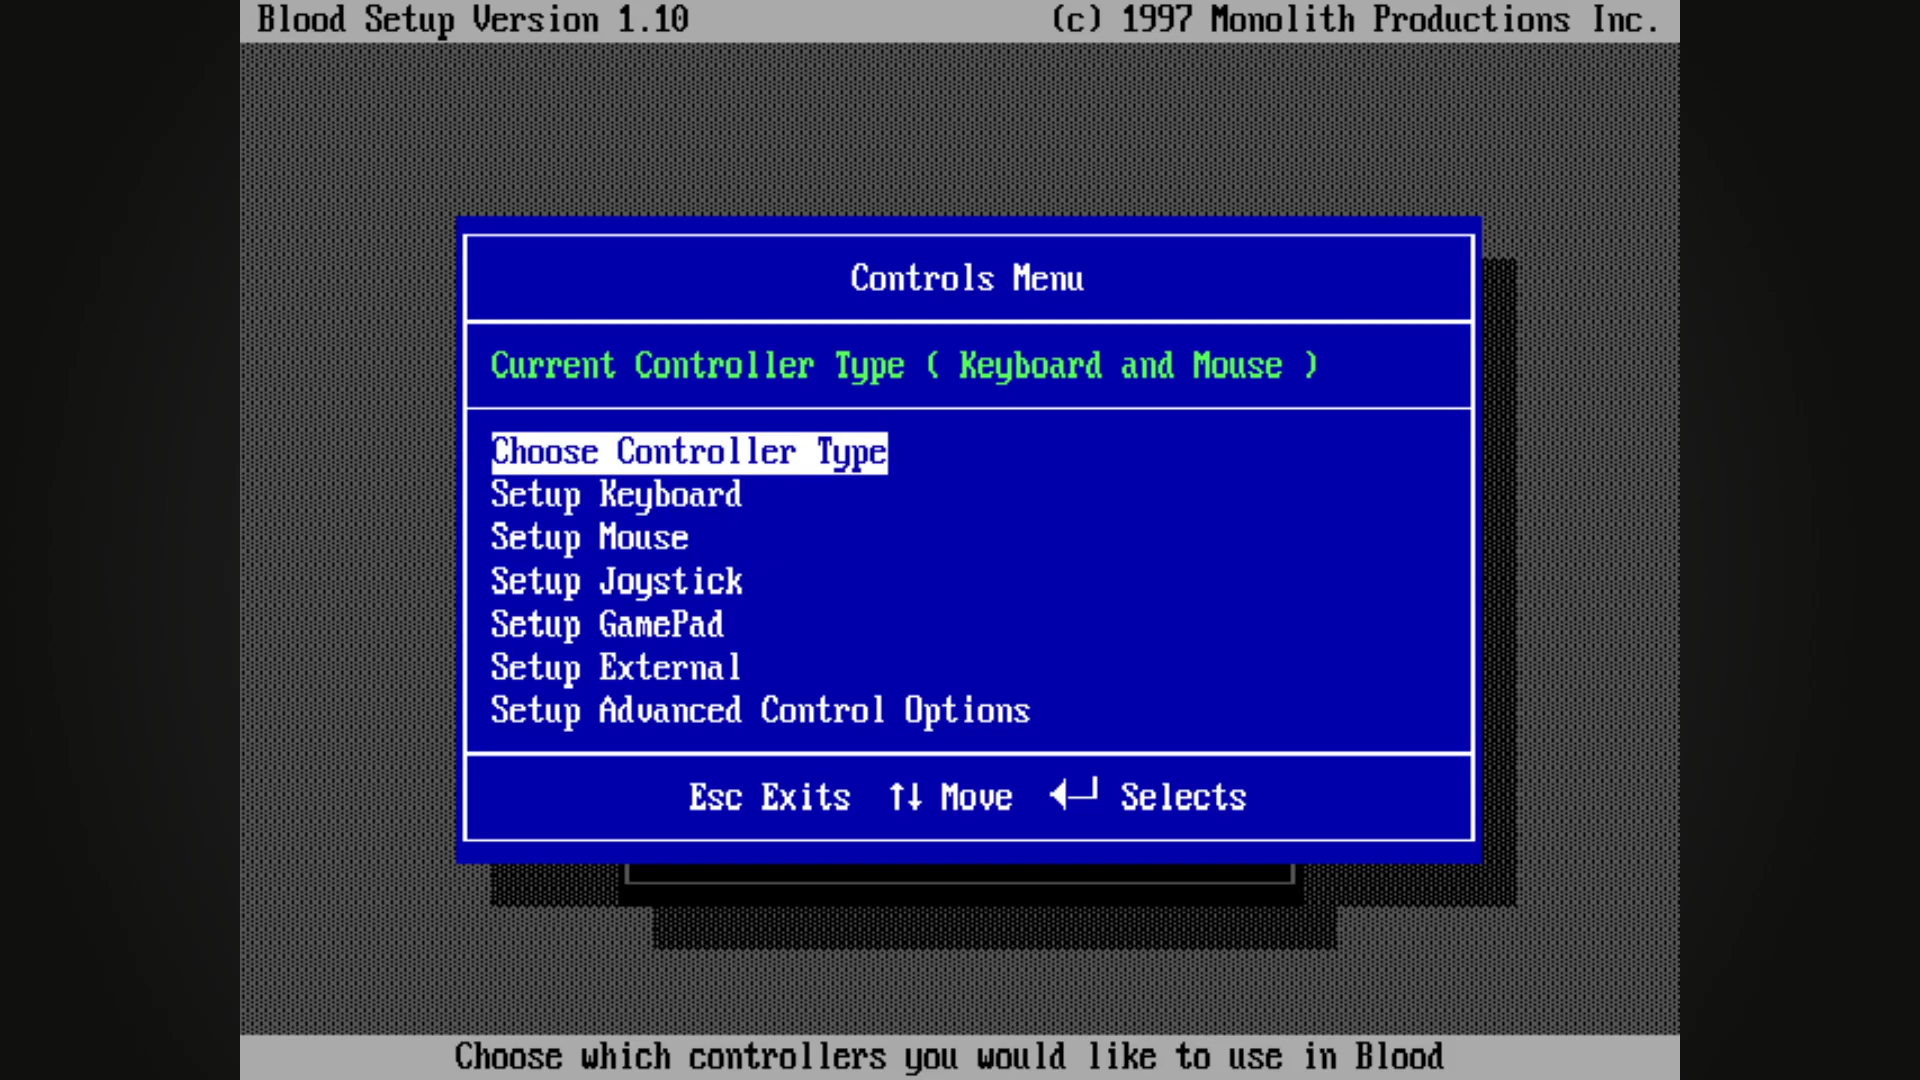 Blood Setup Version 1.10 (c) 1997 Monolith Productions Inc.
Controls Menu
Current Controller Type ( Keyboard and Mouse )
Choose Controller Type
Setup Keyboard
Setup Mouse
Setup Joystick
Setup GamePad
Setup External
Setup Advanced Control Options
Esc Exits ↑↓ Move ◄─┘ Selects
Choose which controllers you would like to use in Blood